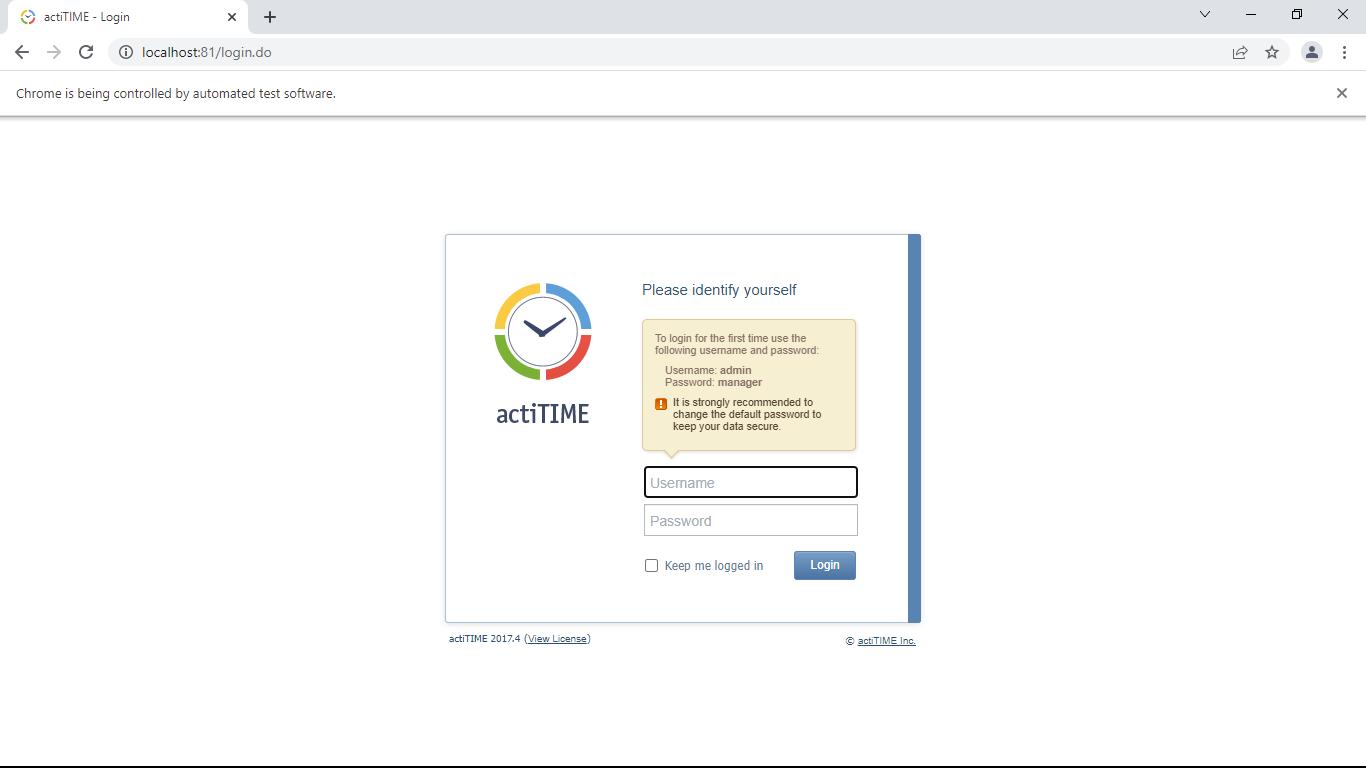 actiTIME - Login
localhost:81/login.do
Chrome is being controlled by automated test software.
Please identify yourself
To login for the first time use the
following username and password:
Username: admin
Password: manager
It is strongly recommended to
change the default password to
keep your data secure.
actiTIME
Username
Password
Keep me logged in
Login
actiTIME 2017.4 (View License)
© actiTIME Inc.